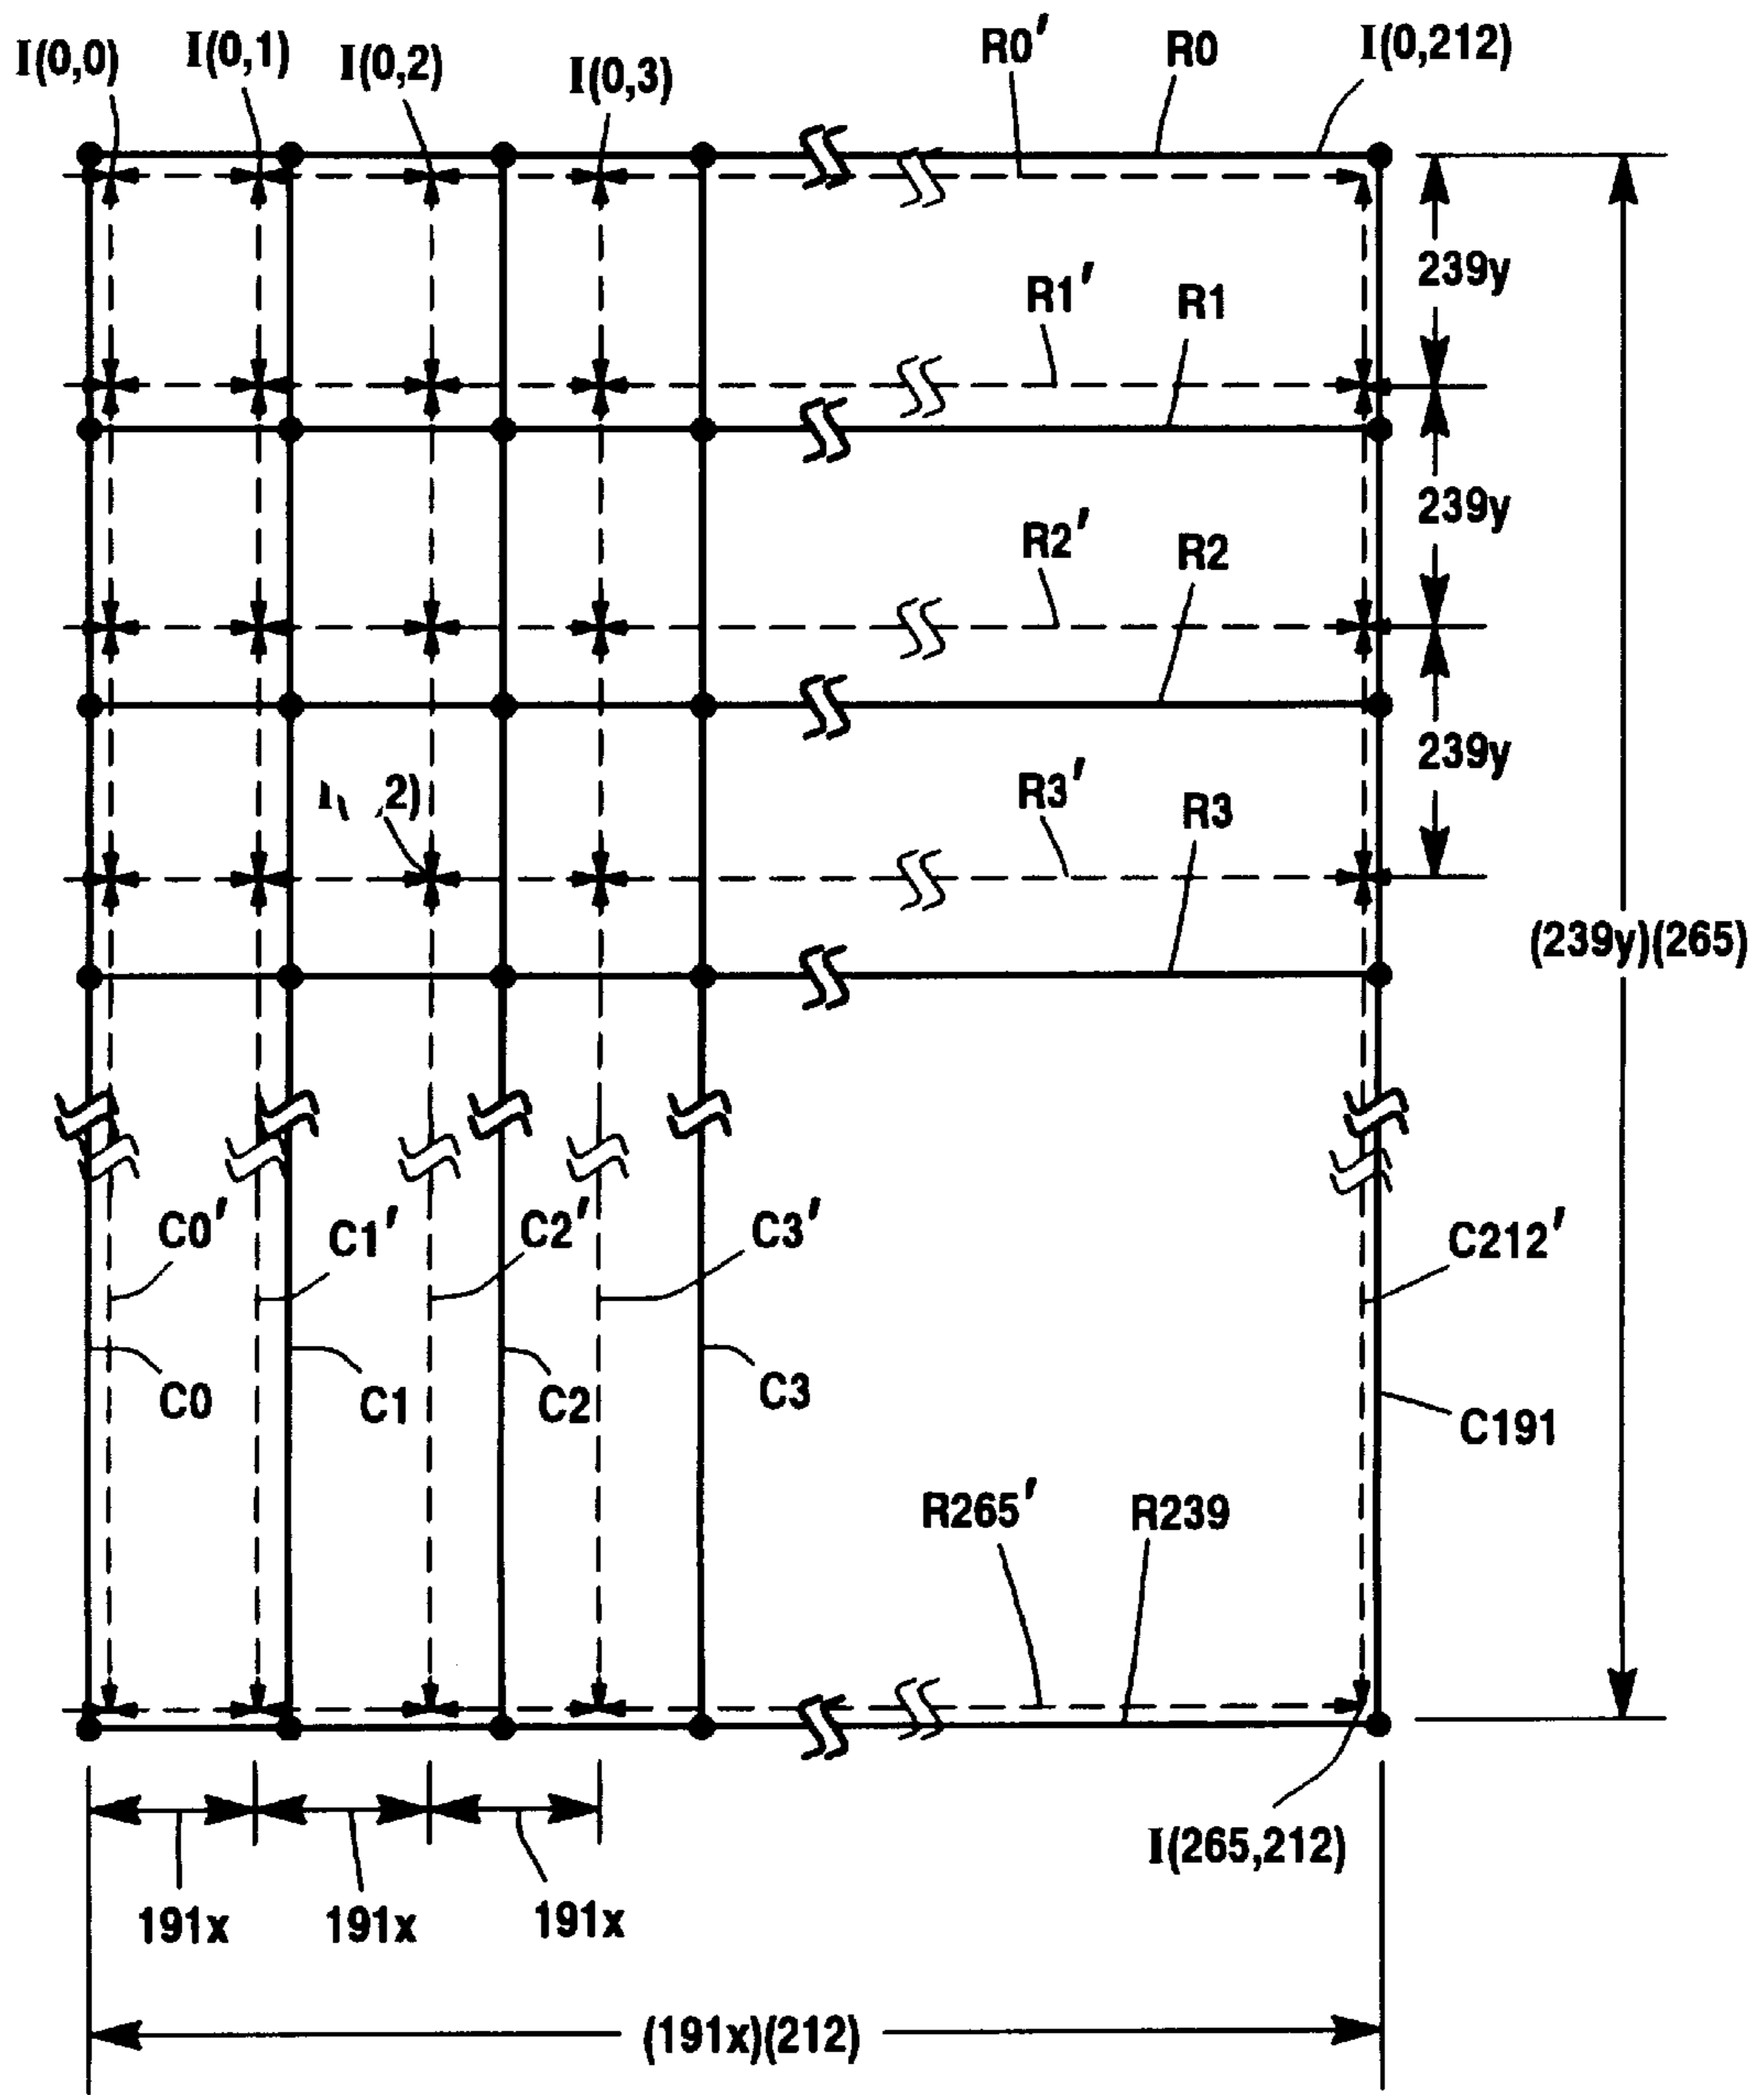 I(0,0)
I(0,1)
I(0,2)
I(0,3)
R0′
R0
I(0,212)
239y
R1′
R1
239y
R2′
R2
239y
R3′
R3
(239y)(265)
C0′
C1′
C2′
C3′
C212′
C0
C1
C2
C3
C191
R265′
R239
I(265,212)
191x
191x
191x
(191x)(212)